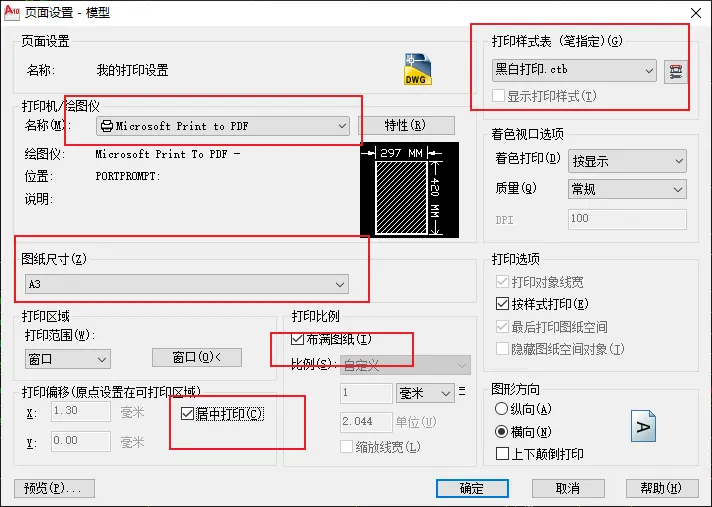 页面设置 - 模型
页面设置
名称:
我的打印设置
DWG
打印机/绘图仪
名称(M):
Microsoft Print to PDF
特性(R)
绘图仪:
Microsoft Print To PDF -
位置:
PORTPROMPT:
说明:
297 MM
420 MM
图纸尺寸(Z)
A3
打印区域
打印范围(W):
窗口
窗口(O)<
打印偏移(原点设置在可打印区域)
X:
1.30
毫米
居中打印(C)
Y:
0.00
毫米
打印比例
布满图纸(I)
比例(S):
自定义
1
毫米
=
2.044
单位(U)
缩放线宽(L)
打印样式表 (笔指定)(G)
黑白打印.ctb
显示打印样式(T)
着色视口选项
着色打印(D)
按显示
质量(Q)
常规
DPI
100
打印选项
打印对象线宽
按样式打印(E)
最后打印图纸空间
隐藏图纸空间对象(J)
图形方向
纵向(A)
横向(N)
上下颠倒打印
A
预览(P)...
确定
取消
帮助(H)